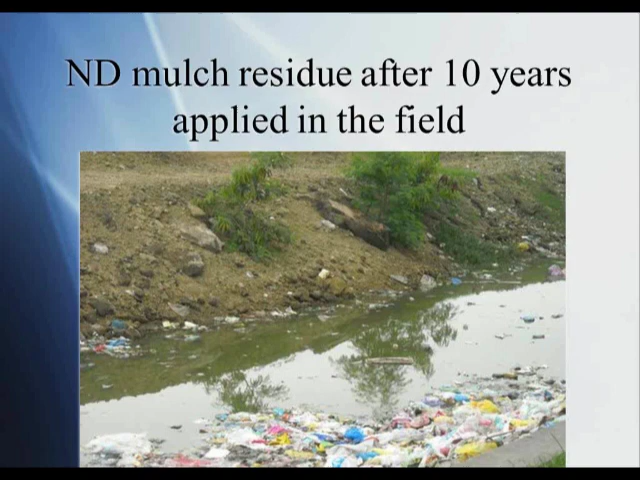 ND mulch residue after 10 years
applied in the field